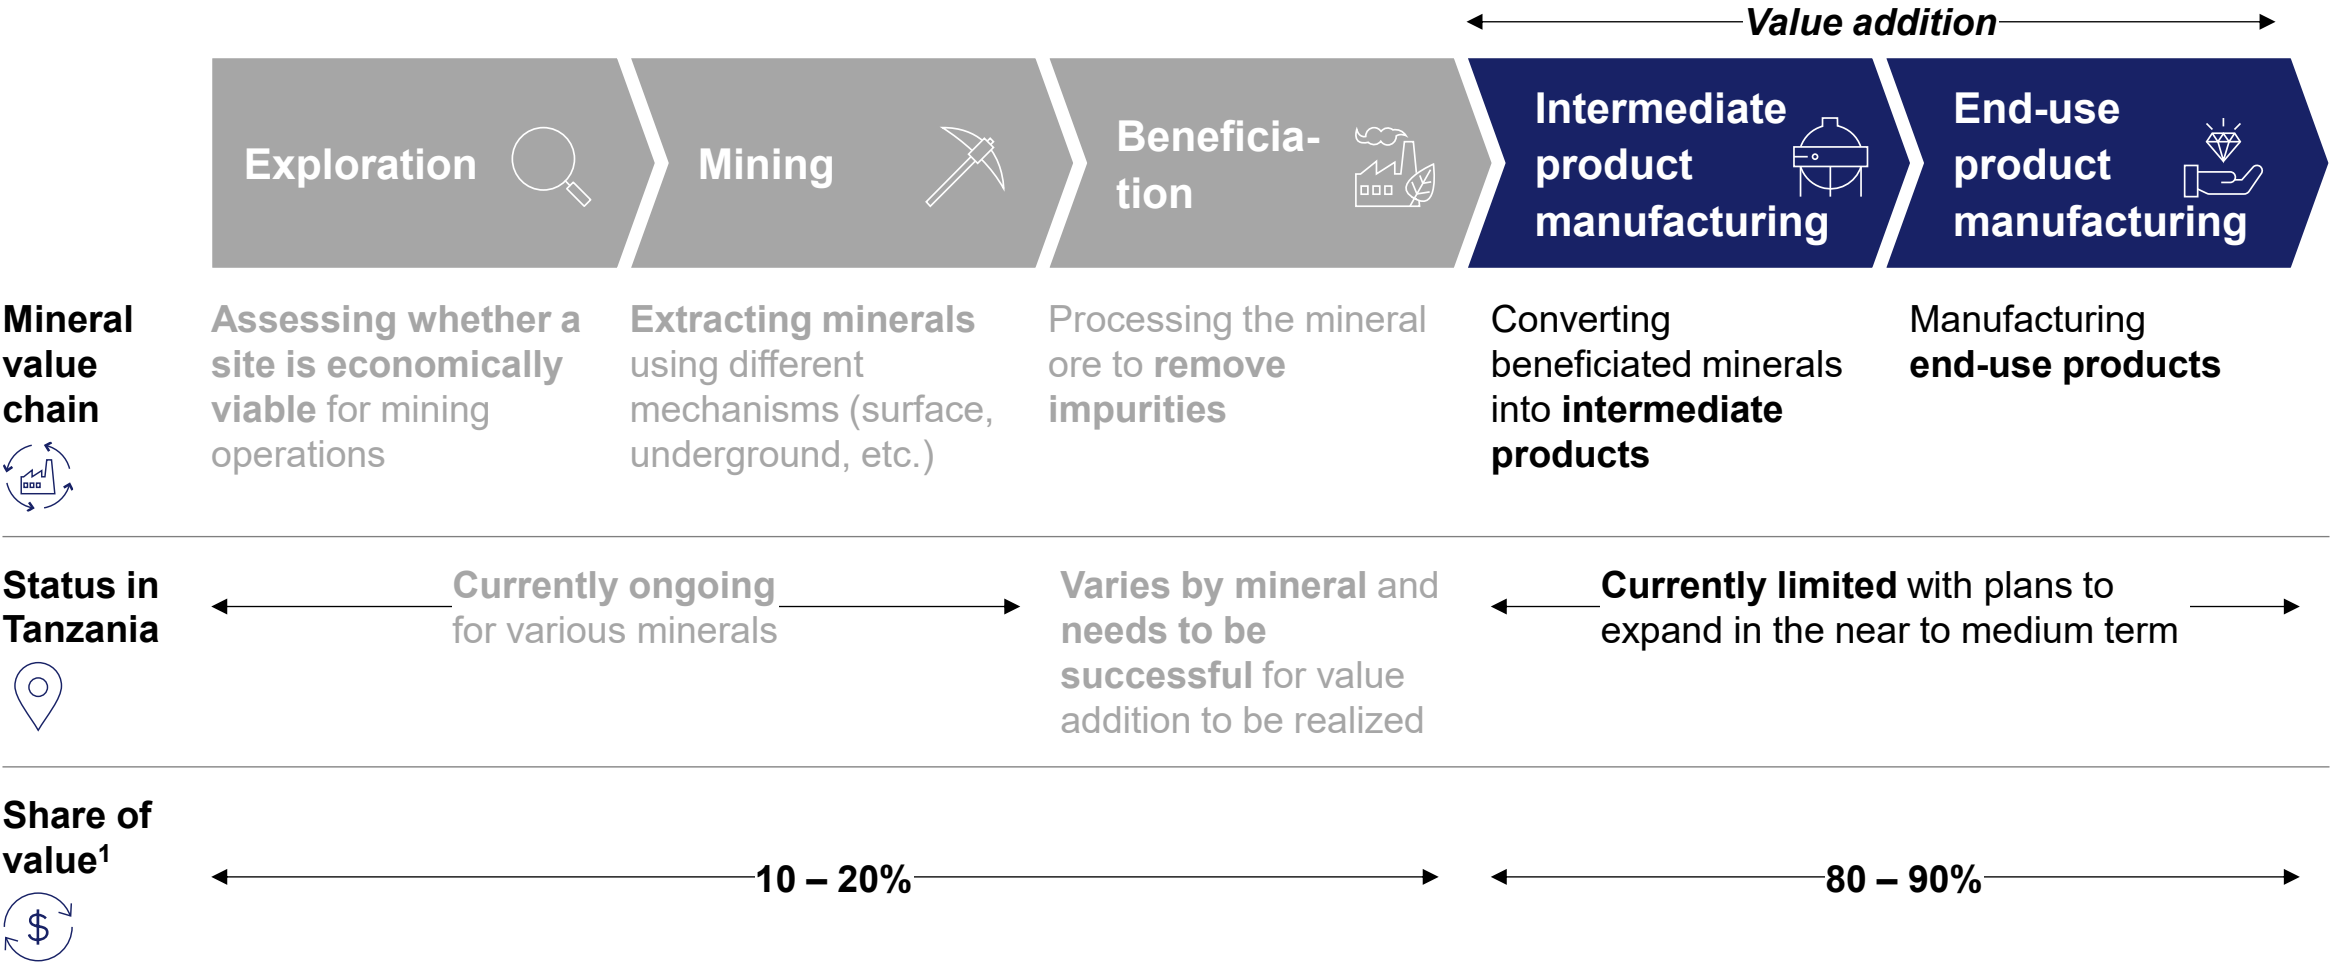 Value addition
Exploration
Mining
Beneficia-
tion
Intermediate
product
manufacturing
End-use
product
manufacturing
Mineral
value
chain
Assessing whether a
site is economically
viable for mining
operations
Extracting minerals
using different
mechanisms (surface,
underground, etc.)
Processing the mineral
ore to remove
impurities
Converting
beneficiated minerals
into intermediate
products
Manufacturing
end-use products
Status in
Tanzania
Currently ongoing
for various minerals
Varies by mineral and
needs to be
successful for value
addition to be realized
Currently limited with plans to
expand in the near to medium term
Share of
value¹
10 – 20%
80 – 90%
$